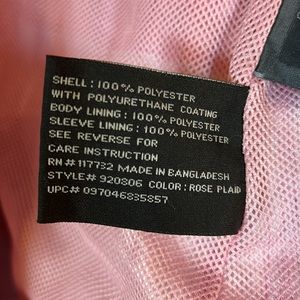 SHELL : 100% POLYESTER
WITH POLYURETHANE COATING
BODY LINING : 100% POLYESTER
SLEEVE LINING : 100% POLYESTER
SEE REVERSE FOR
CARE INSTRUCTION
RN# 117732 MADE IN BANGLADESH
STYLE# 920806 COLOR : ROSE PLAID
UPC# 097046835857